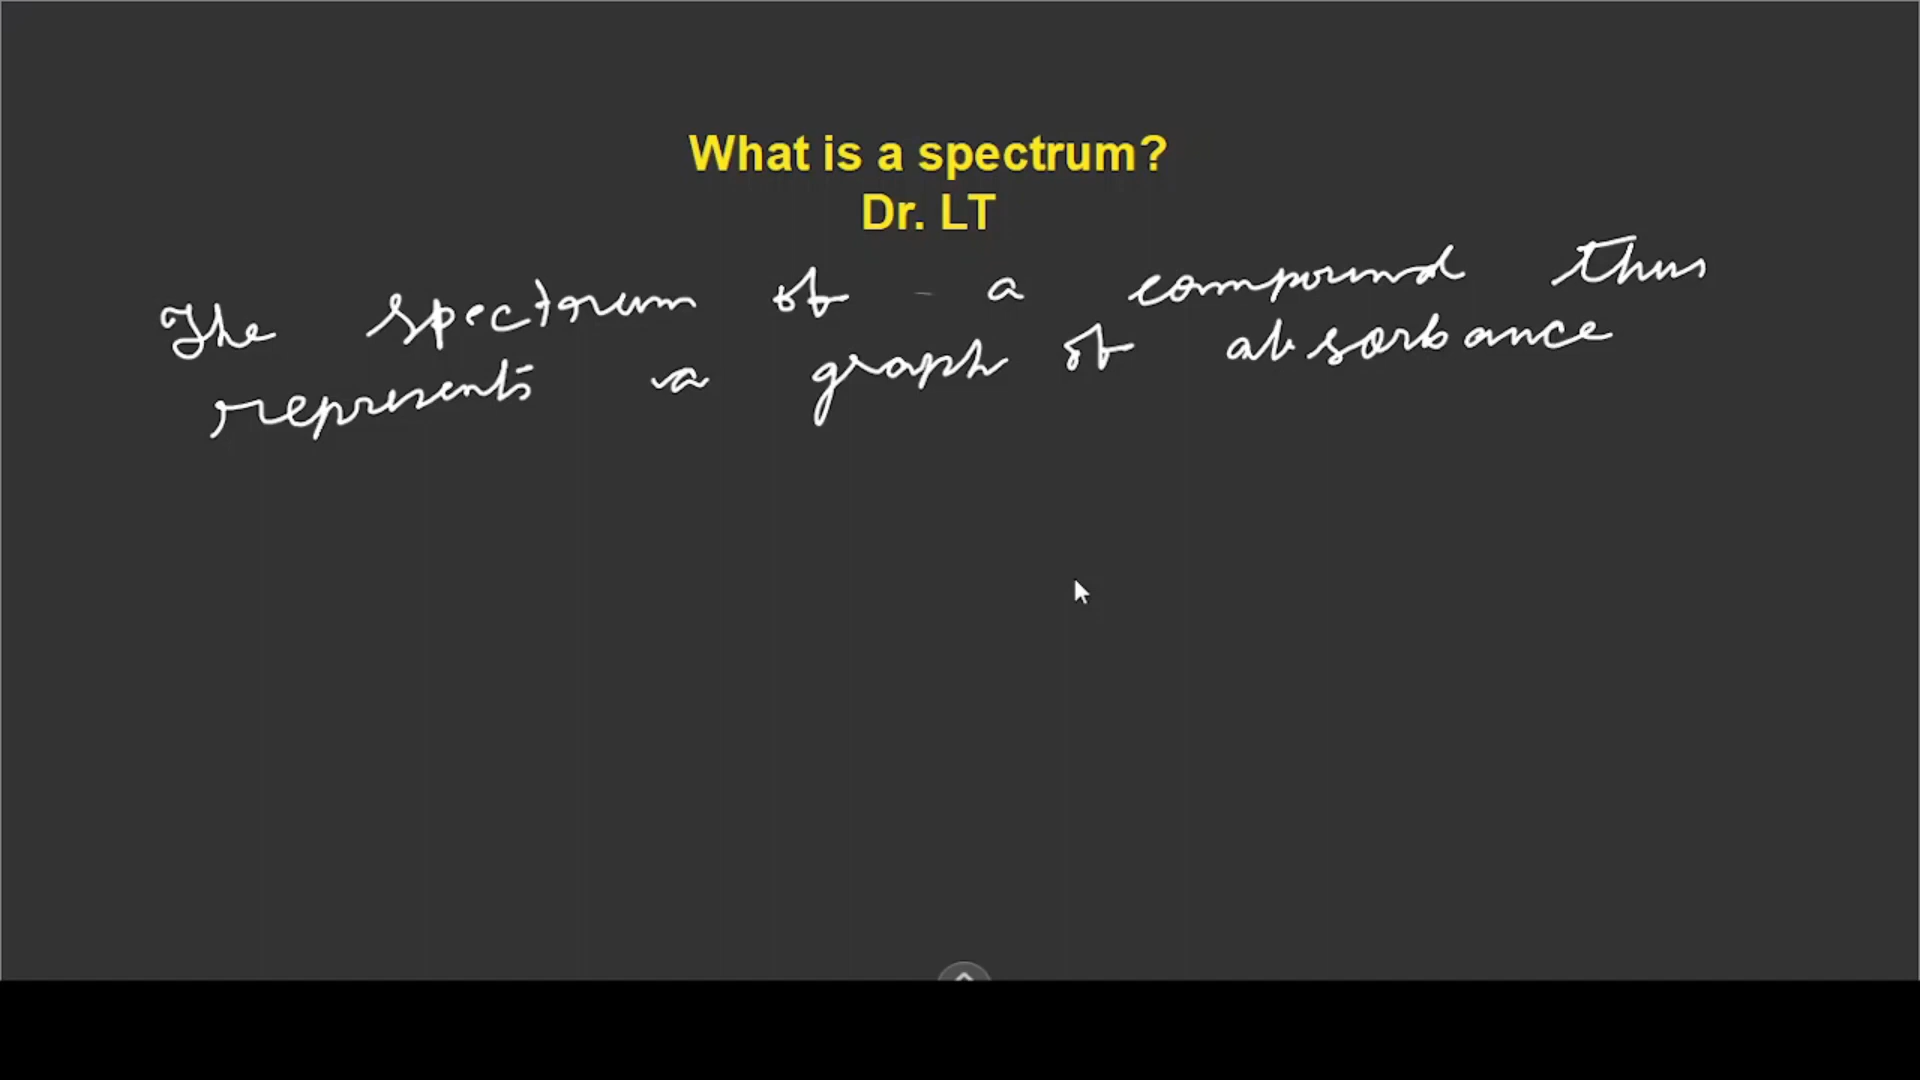 What is a spectrum?
Dr. LT
The spectrum of a compound thus
represents a graph of absorbance